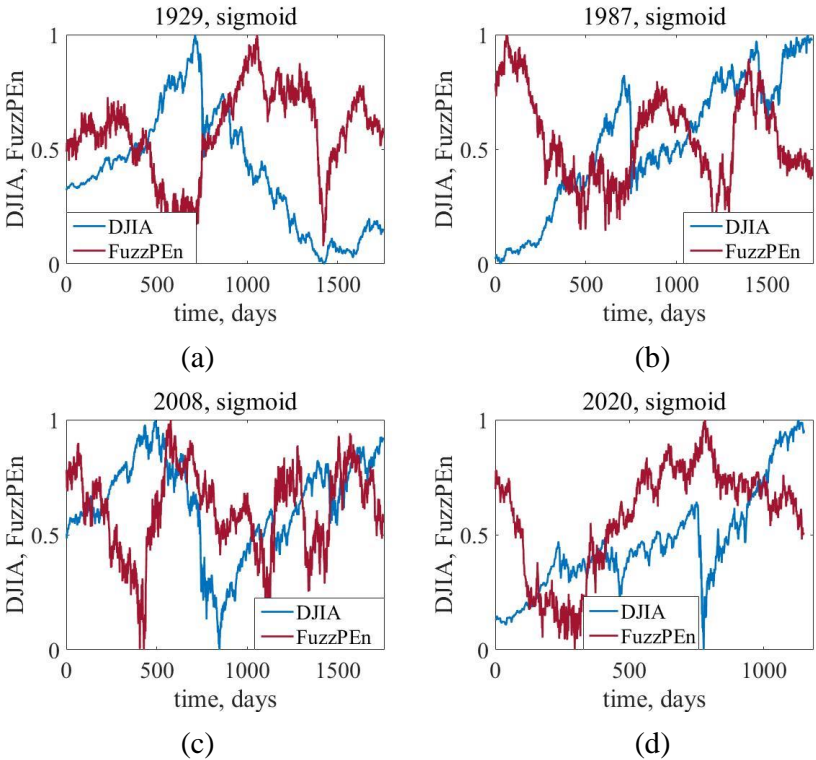 1929, sigmoid
DJIA, FuzzPEn
1
0.5
0
DJIA
FuzzPEn
0 500 1000 1500
time, days
(a)
1987, sigmoid
DJIA, FuzzPEn
1
0.5
0
DJIA
FuzzPEn
0 500 1000 1500
time, days
(b)
2008, sigmoid
DJIA, FuzzPEn
1
0.5
0
DJIA
FuzzPEn
0 500 1000 1500
time, days
(c)
2020, sigmoid
DJIA, FuzzPEn
1
0.5
0
DJIA
FuzzPEn
0 500 1000
time, days
(d)